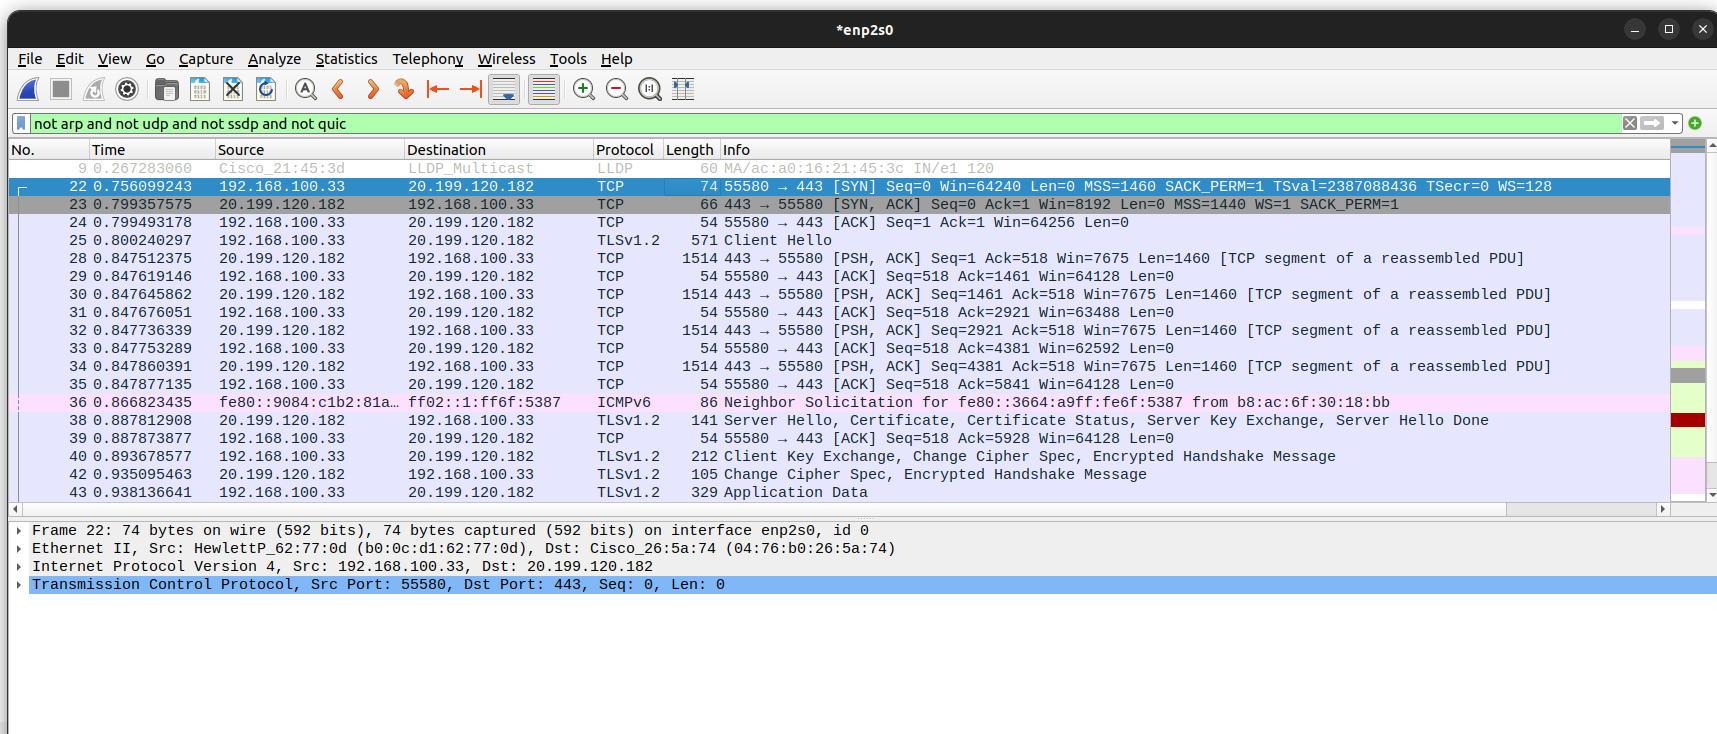 *enp2s0
File Edit View Go Capture Analyze Statistics Telephony Wireless Tools Help
not arp and not udp and not ssdp and not quic
No. Time Source Destination Protocol Length Info
9 0.267283060 Cisco_21:45:3d LLDP_Multicast LLDP 60 MA/ac:a0:16:21:45:3c IN/e1 120
22 0.756099243 192.168.100.33 20.199.120.182 TCP 74 55580 → 443 [SYN] Seq=0 Win=64240 Len=0 MSS=1460 SACK_PERM=1 TSval=2387088436 TSecr=0 WS=128
23 0.799357575 20.199.120.182 192.168.100.33 TCP 66 443 → 55580 [SYN, ACK] Seq=0 Ack=1 Win=8192 Len=0 MSS=1440 WS=1 SACK_PERM=1
24 0.799493178 192.168.100.33 20.199.120.182 TCP 54 55580 → 443 [ACK] Seq=1 Ack=1 Win=64256 Len=0
25 0.800240297 192.168.100.33 20.199.120.182 TLSv1.2 571 Client Hello
28 0.847512375 20.199.120.182 192.168.100.33 TCP 1514 443 → 55580 [PSH, ACK] Seq=1 Ack=518 Win=7675 Len=1460 [TCP segment of a reassembled PDU]
29 0.847619146 192.168.100.33 20.199.120.182 TCP 54 55580 → 443 [ACK] Seq=518 Ack=1461 Win=64128 Len=0
30 0.847645862 20.199.120.182 192.168.100.33 TCP 1514 443 → 55580 [PSH, ACK] Seq=1461 Ack=518 Win=7675 Len=1460 [TCP segment of a reassembled PDU]
31 0.847676051 192.168.100.33 20.199.120.182 TCP 54 55580 → 443 [ACK] Seq=518 Ack=2921 Win=63488 Len=0
32 0.847736339 20.199.120.182 192.168.100.33 TCP 1514 443 → 55580 [PSH, ACK] Seq=2921 Ack=518 Win=7675 Len=1460 [TCP segment of a reassembled PDU]
33 0.847753289 192.168.100.33 20.199.120.182 TCP 54 55580 → 443 [ACK] Seq=518 Ack=4381 Win=62592 Len=0
34 0.847860391 20.199.120.182 192.168.100.33 TCP 1514 443 → 55580 [PSH, ACK] Seq=4381 Ack=518 Win=7675 Len=1460 [TCP segment of a reassembled PDU]
35 0.847877135 192.168.100.33 20.199.120.182 TCP 54 55580 → 443 [ACK] Seq=518 Ack=5841 Win=64128 Len=0
36 0.866823435 fe80::9084:c1b2:81a… ff02::1:ff6f:5387 ICMPv6 86 Neighbor Solicitation for fe80::3664:a9ff:fe6f:5387 from b8:ac:6f:30:18:bb
38 0.887812908 20.199.120.182 192.168.100.33 TLSv1.2 141 Server Hello, Certificate, Certificate Status, Server Key Exchange, Server Hello Done
39 0.887873877 192.168.100.33 20.199.120.182 TCP 54 55580 → 443 [ACK] Seq=518 Ack=5928 Win=64128 Len=0
40 0.893678577 192.168.100.33 20.199.120.182 TLSv1.2 212 Client Key Exchange, Change Cipher Spec, Encrypted Handshake Message
42 0.935095463 20.199.120.182 192.168.100.33 TLSv1.2 105 Change Cipher Spec, Encrypted Handshake Message
43 0.938136641 192.168.100.33 20.199.120.182 TLSv1.2 329 Application Data
Frame 22: 74 bytes on wire (592 bits), 74 bytes captured (592 bits) on interface enp2s0, id 0
Ethernet II, Src: HewlettP_62:77:0d (b0:0c:d1:62:77:0d), Dst: Cisco_26:5a:74 (04:76:b0:26:5a:74)
Internet Protocol Version 4, Src: 192.168.100.33, Dst: 20.199.120.182
Transmission Control Protocol, Src Port: 55580, Dst Port: 443, Seq: 0, Len: 0